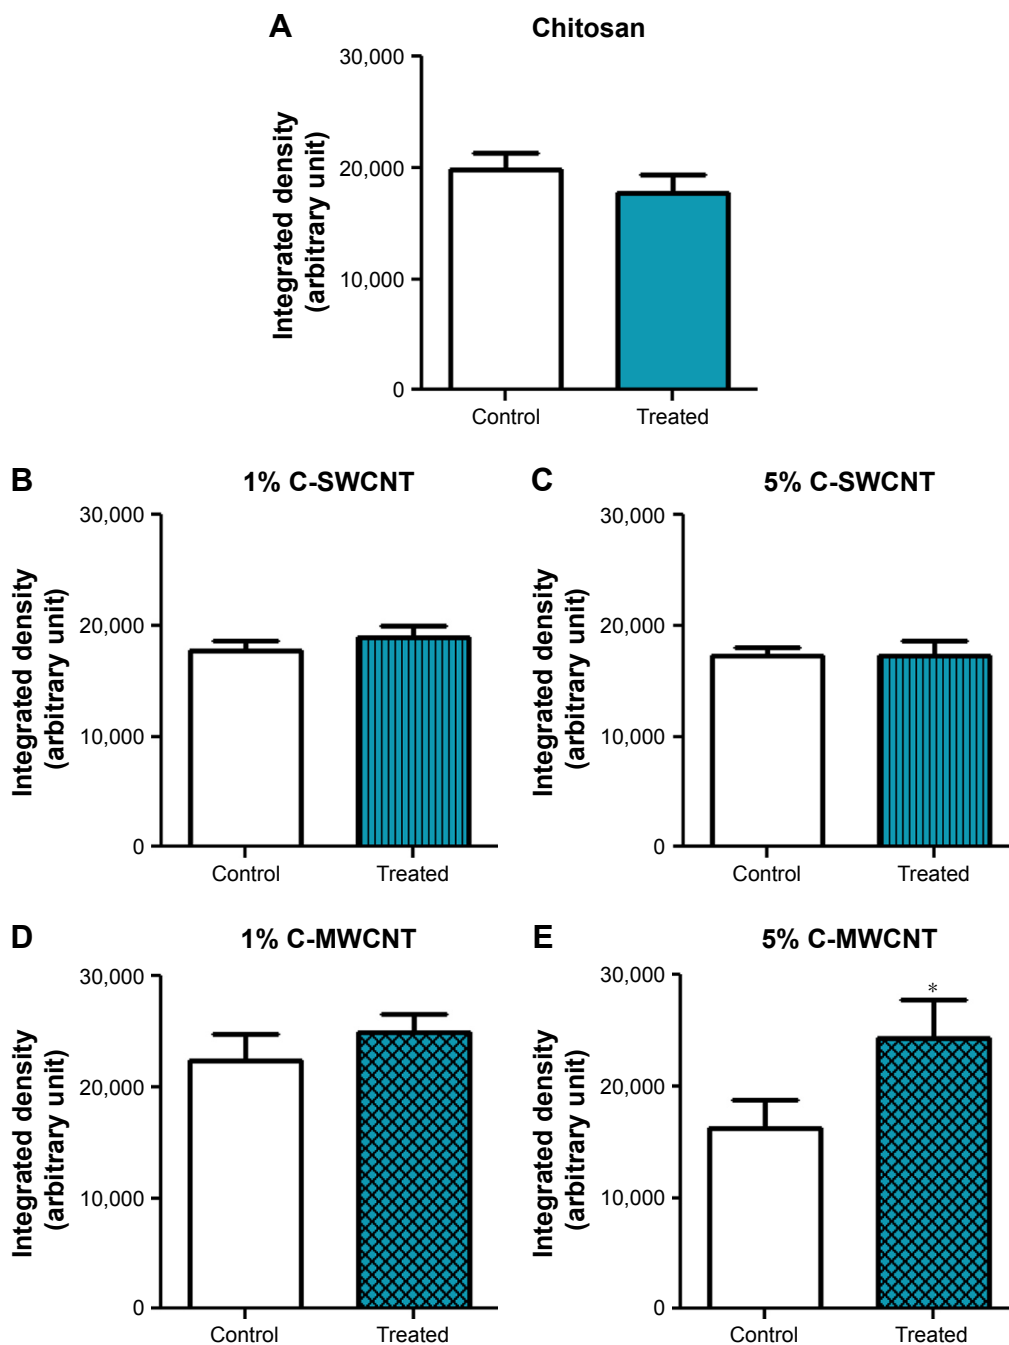 A
Chitosan
Integrated density
(arbitrary unit)
30,000
20,000
10,000
0
Control
Treated
B
1% C-SWCNT
Integrated density
(arbitrary unit)
30,000
20,000
10,000
0
Control
Treated
C
5% C-SWCNT
Integrated density
(arbitrary unit)
30,000
20,000
10,000
0
Control
Treated
D
1% C-MWCNT
Integrated density
(arbitrary unit)
30,000
20,000
10,000
0
Control
Treated
E
5% C-MWCNT
Integrated density
(arbitrary unit)
30,000
20,000
10,000
0
*
Control
Treated